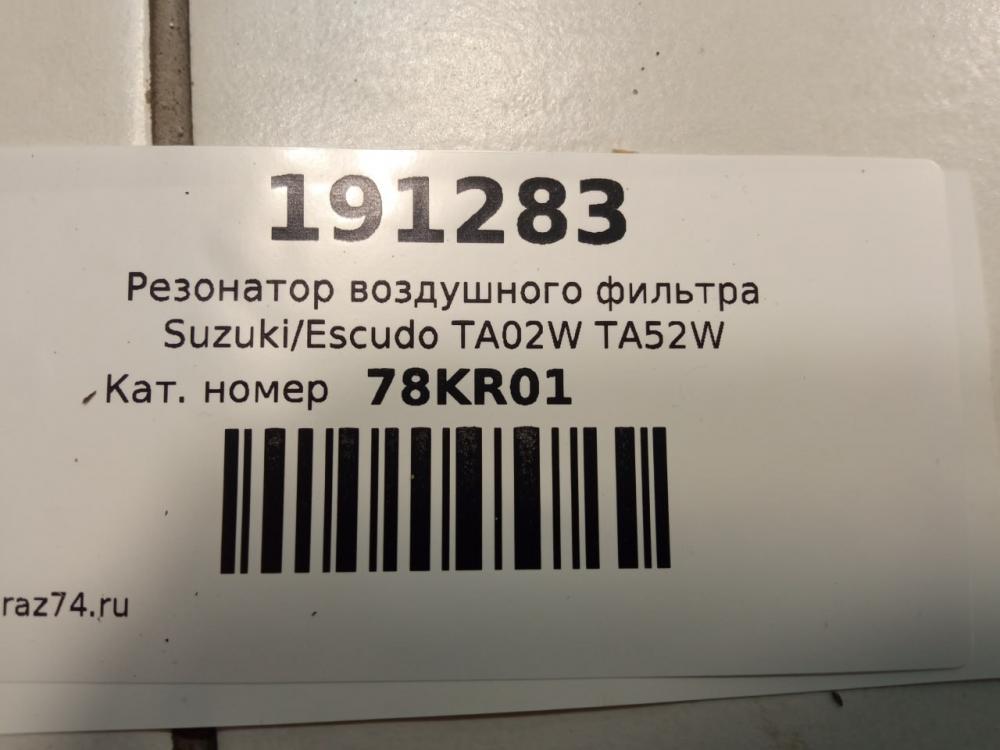 191283
Резонатор воздушного фильтра
Suzuki/Escudo TA02W TA52W
Кат. номер 78KR01
raz74.ru